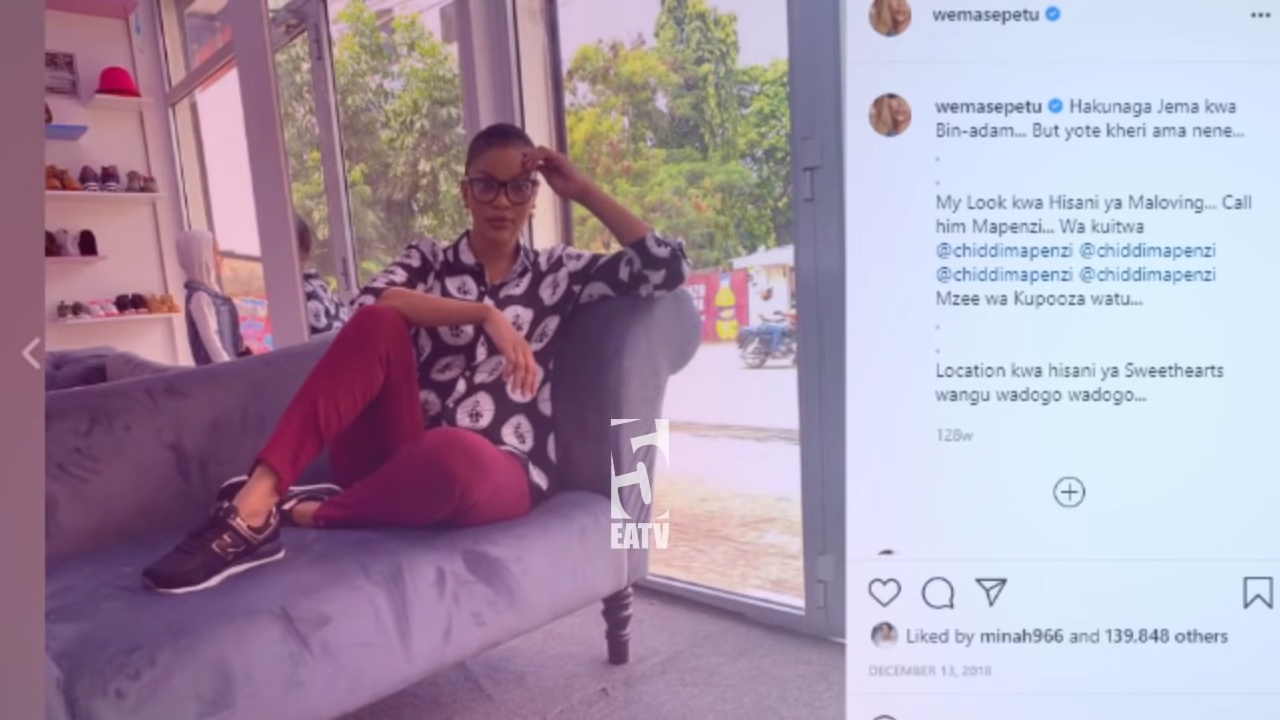 wemasepetu
wemasepetu Hakunaga Jema kwa
Bin-adam... But yote kheri ama nene...
.
.
My Look kwa Hisani ya Maloving... Call
him Mapenzi... Wa kuitwa
@chiddimapenzi @chiddimapenzi
@chiddimapenzi @chiddimapenzi
Mzee wa Kupooza watu...
.
.
Location kwa hisani ya Sweethearts
wangu wadogo wadogo...
128w
EATV
Liked by minah966 and 139,848 others
DECEMBER 13, 2018